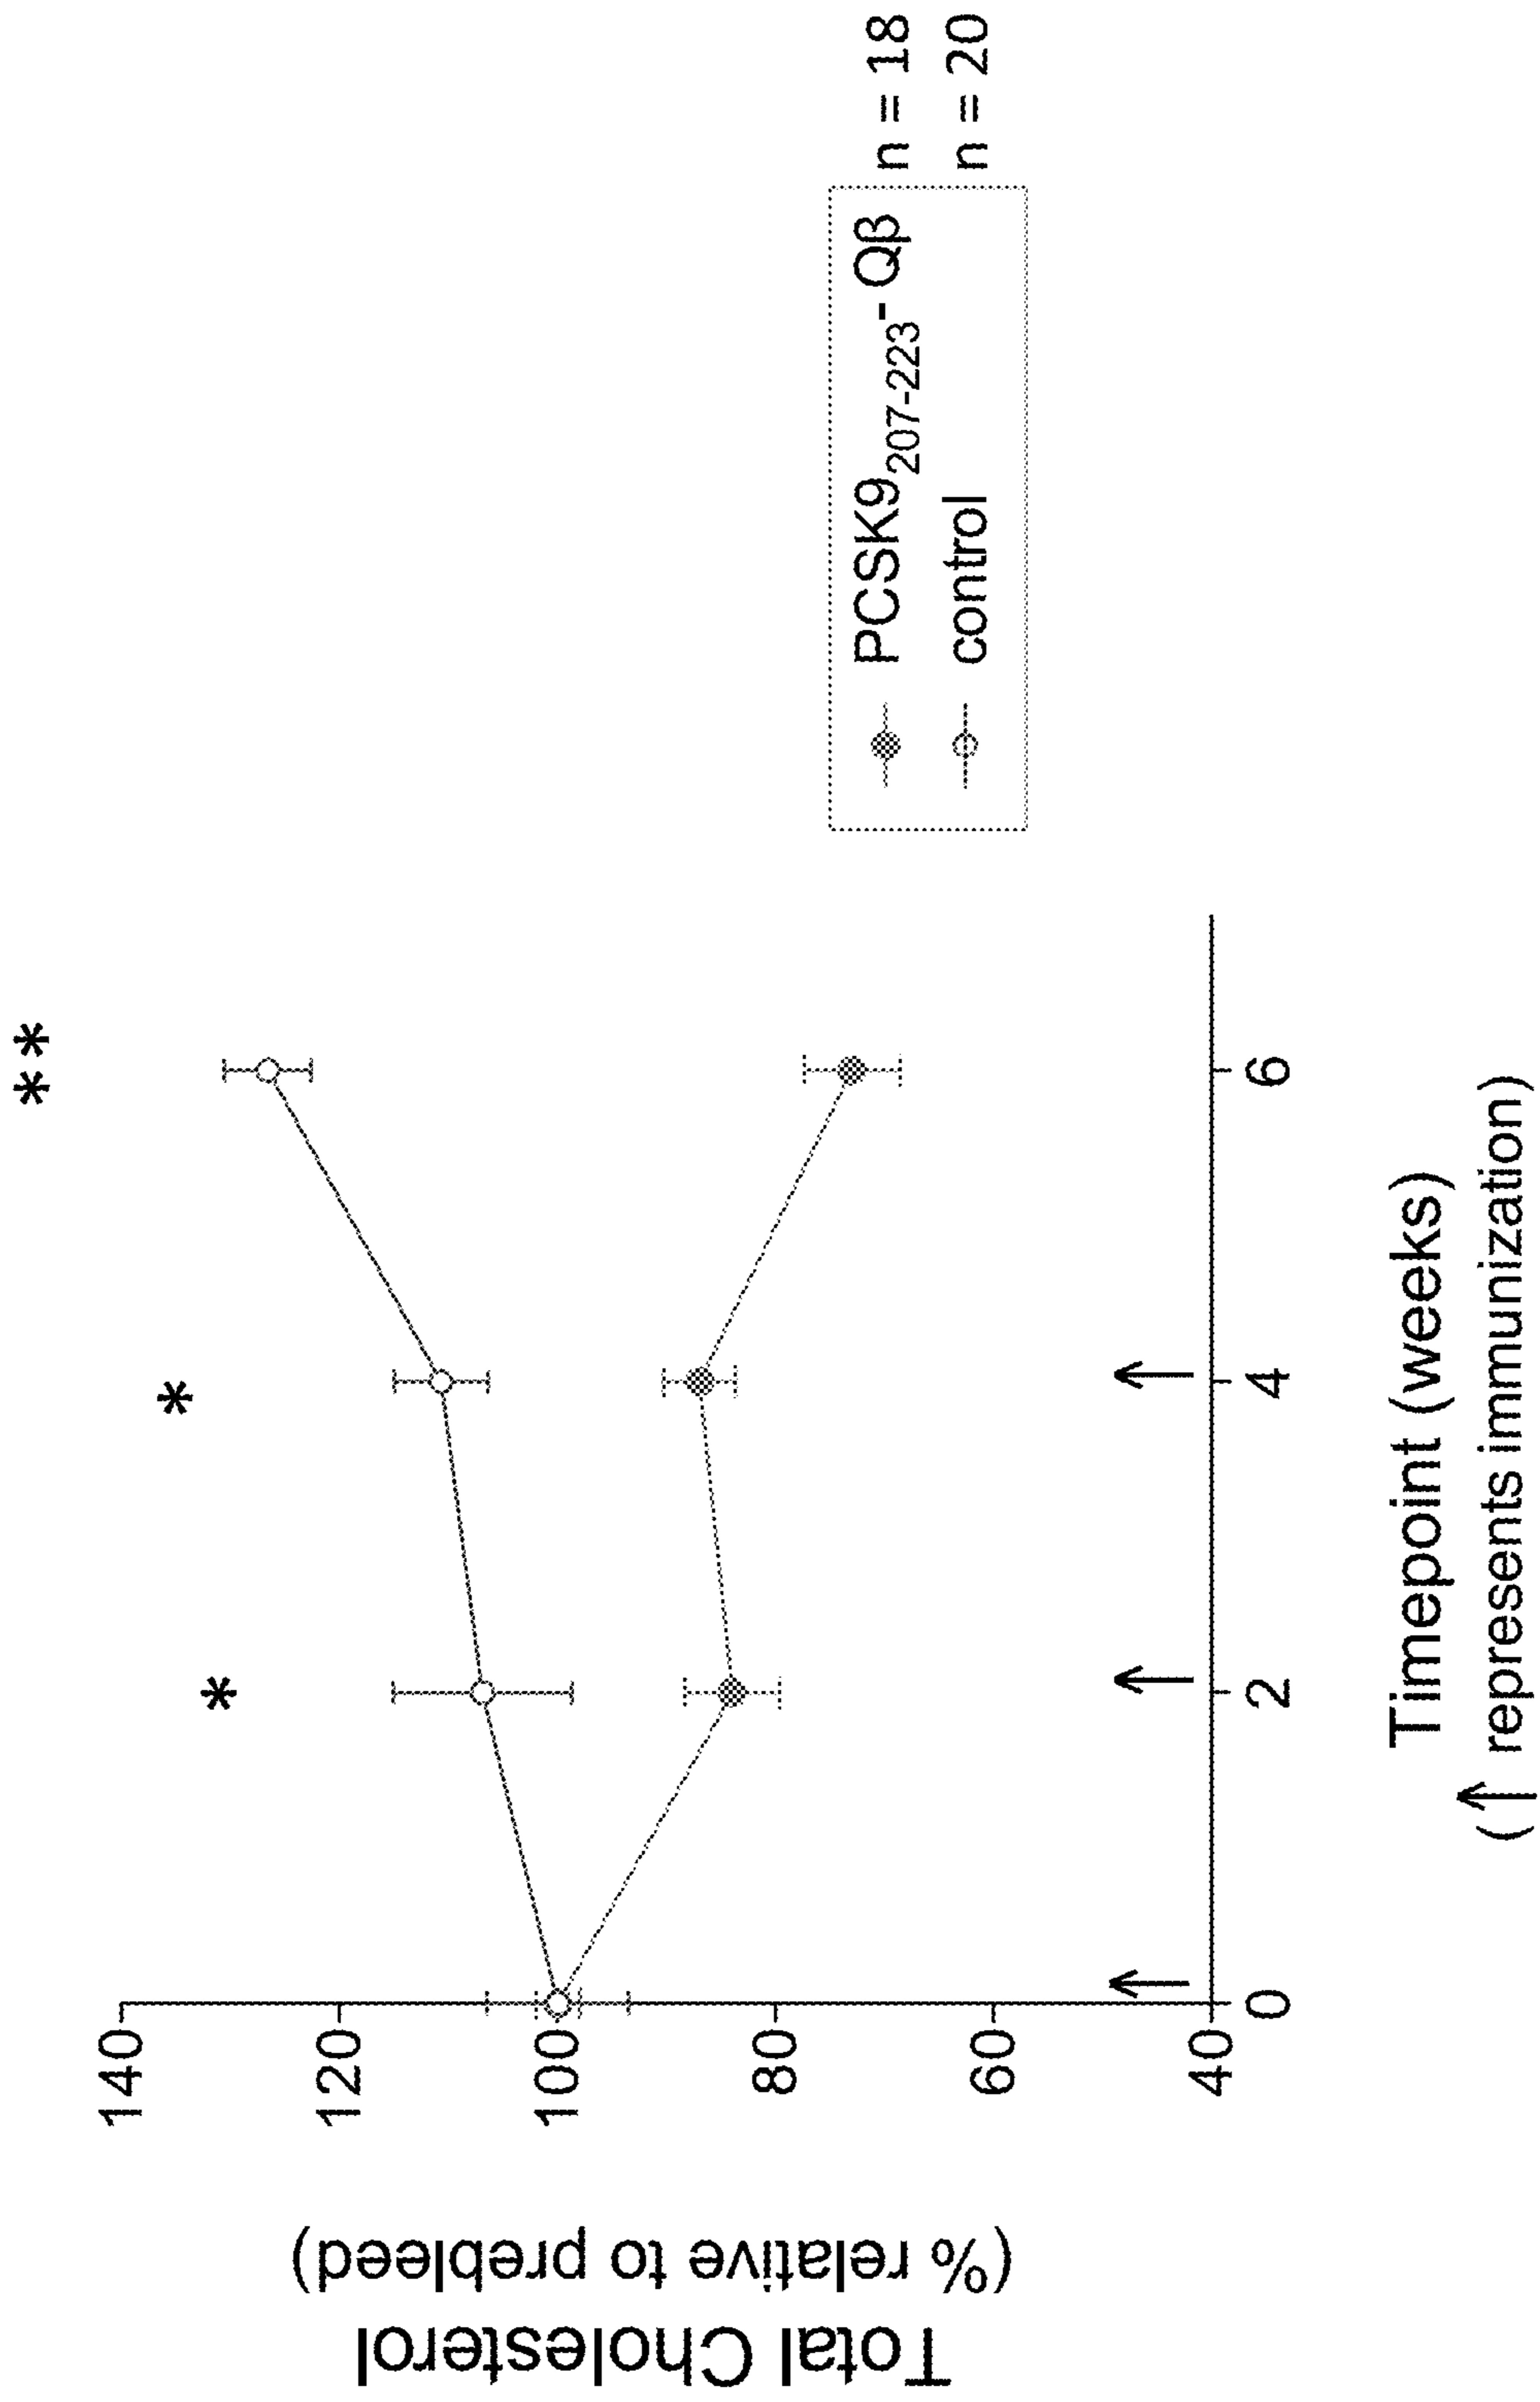 **
*
*
140
120
100
80
60
40
0
2
4
6
Total Cholesterol
(% relative to prebleed)
Timepoint (weeks)
(↑ represents immunization)
PCSK9207-223- Qβ n = 18
control n = 20